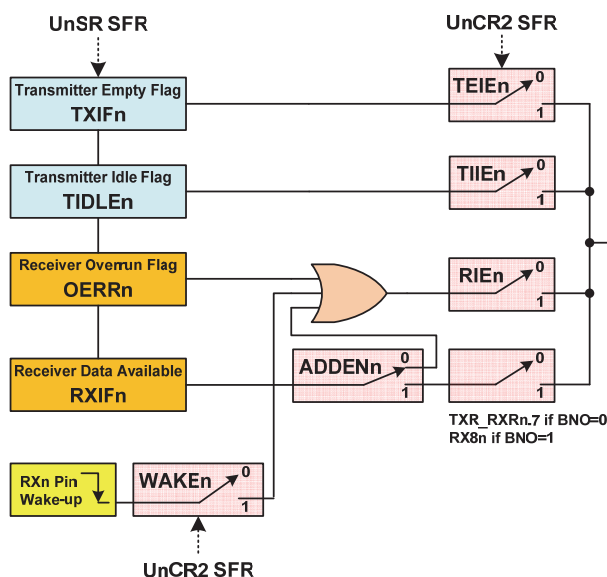 UnSR SFR
UnCR2 SFR
Transmitter Empty Flag
TXIFn
TEIEn
0
1
Transmitter Idle Flag
TIDLEn
TIIEn
0
1
Receiver Overrun Flag
OERRn
RIEn
0
1
Receiver Data Available
RXIFn
ADDENn
0
1
0
1
TXR_RXRn.7 if BNO=0
RX8n if BNO=1
RXn Pin
Wake-up
WAKEn
0
1
UnCR2 SFR